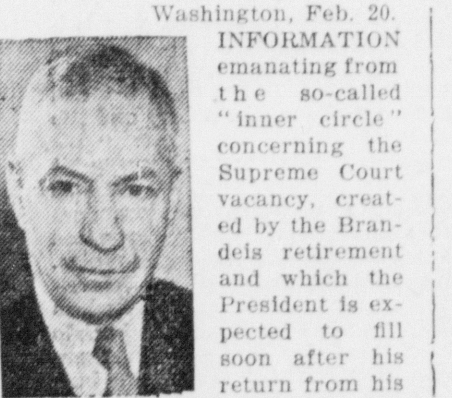 Washington, Feb. 20.
INFORMATION
emanating from
the so-called
"inner circle"
concerning the
Supreme Court
vacancy, creat-
ed by the Bran-
deis retirement
and which the
President is ex-
pected to fill
soon after his
return from his